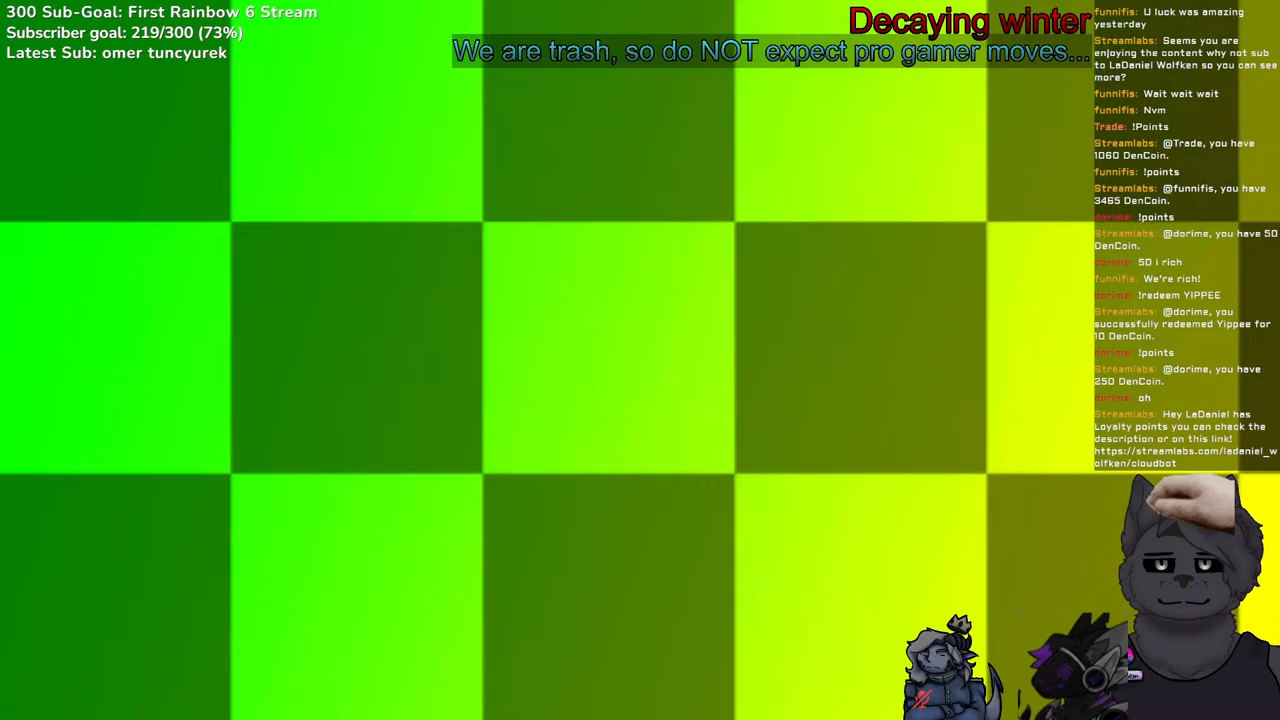 300 Sub-Goal: First Rainbow 6 Stream
Subscriber goal: 219/300 (73%)
Latest Sub: omer tuncyurek
Decaying winter
We are trash, so do NOT expect pro gamer moves...
funnifis: U luck was amazing
yesterday
Streamlabs: Seems you are
enjoying the content why not sub
to LaDaniel Wolfken so you can see
more?
funnifis: Wait wait wait
funnifis: Nvm
Trade: !Points
Streamlabs: @Trade, you have
1060 DenCoin.
funnifis: !points
Streamlabs: @funnifis, you have
3465 DenCoin.
dorime: !points
Streamlabs: @dorime, you have 50
DenCoin.
dorime: 50 i rich
funnifis: We're rich!
dorime: !redeem YIPPEE
Streamlabs: @dorime, you
successfully redeemed Yippee for
10 DenCoin.
dorime: !points
Streamlabs: @dorime, you have
250 DenCoin.
dorime: oh
Streamlabs: Hey LaDaniel has
Loyalty points you can check the
description or on this link!
https://streamlabs.com/ladaniel_w
olfken/cloudbot